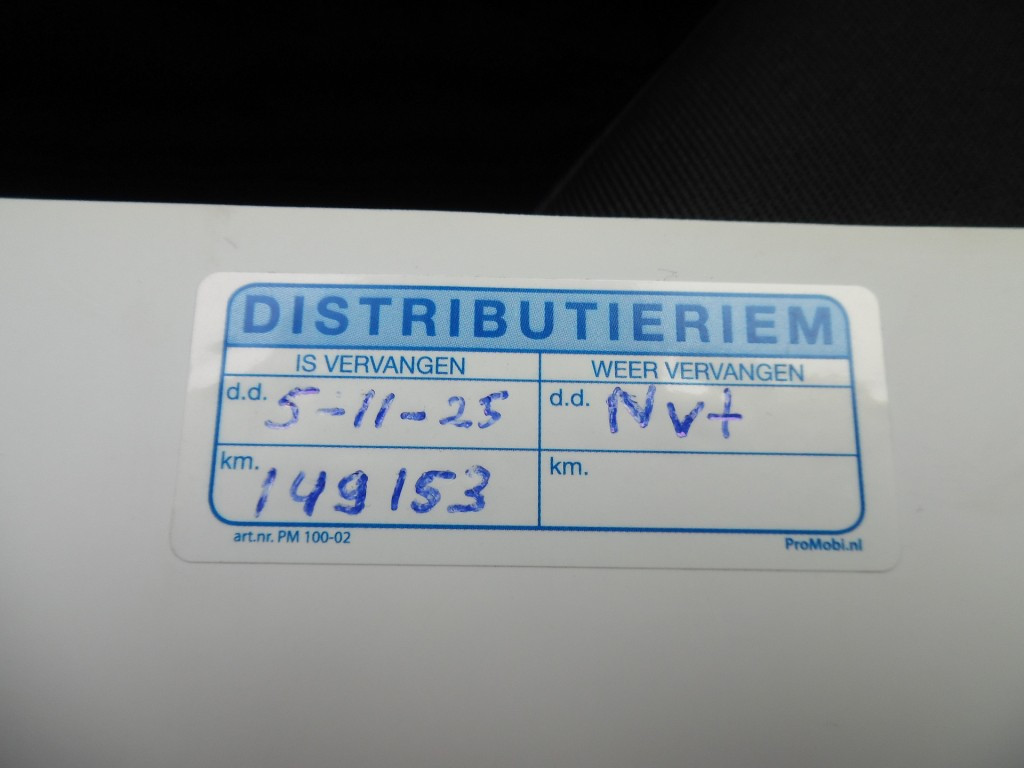 DISTRIBUTIERIEM
IS VERVANGEN WEER VERVANGEN
d.d. 5-11-25 d.d. Nvt
km. 149153 km.
art.nr. PM 100-02 ProMobi.nl